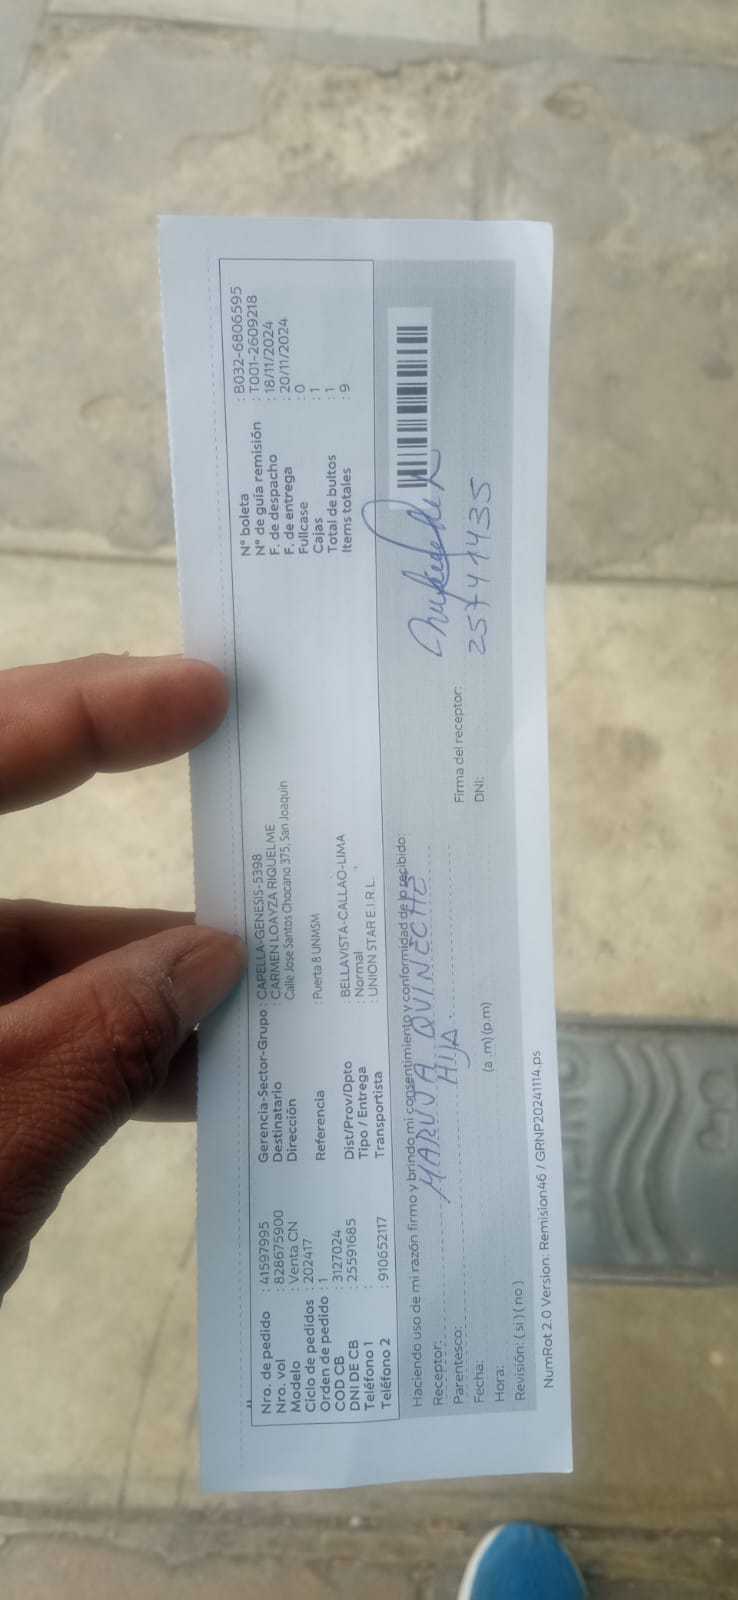 Nro. de pedido : 41597995
Nro. vol : 828675900
Modelo : Venta CN
Ciclo de pedidos : 202417
Orden de pedido : 1
COD CB : 3127024
DNI DE CB : 25591685
Teléfono 1 :
Teléfono 2 : 910652117
Gerencia-Sector-Grupo : CAPELLA-GENESIS-5398
Destinatario : CARMEN LOAYZA RIQUELME
Dirección Calle Jose Santos Chocano 375, San Joaquin
Referencia : Puerta 8 UNMSM
Dist/Prov/Dpto : BELLAVISTA-CALLAO-LIMA
Tipo / Entrega : Normal
Transportista : UNION STAR E.I.R.L.
N° boleta : B032-6806595
N° de guía remisión : T001-2609218
F. de despacho : 18/11/2024
F. de entrega : 20/11/2024
Fullcase : 0
Cajas : 1
Total de bultos : 1
Items totales : 9
Haciendo uso de mi razón firmo y brindo mi consentimiento y conformidad de lo recibido:
Receptor: MARUJA QUINECHE
Parentesco: HIJA
Fecha:
Hora: (a .m) (p.m)
Revisión: ( si ) ( no )
Firma del receptor:
DNI: 25741435
NumRot 2.0 Version: Remision46 / GRNP20241114.ps